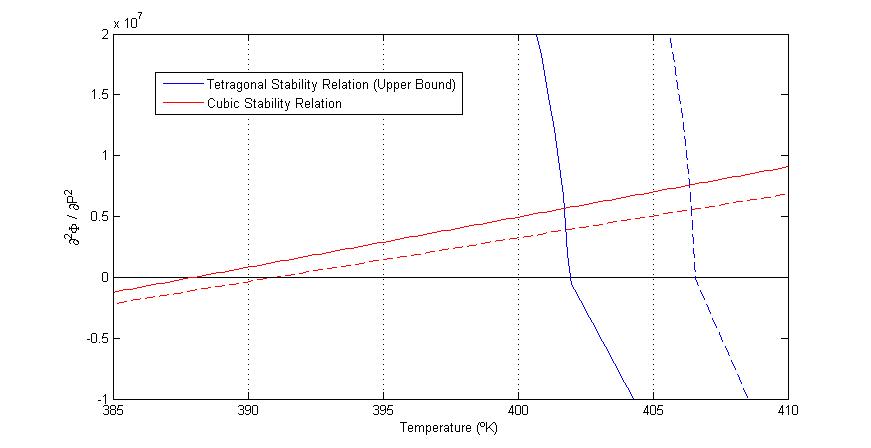 x 10^7
2
1.5
1
0.5
0
-0.5
-1
∂²Φ / ∂P²
Tetragonal Stability Relation (Upper Bound)
Cubic Stability Relation
385 390 395 400 405 410
Temperature (ºK)